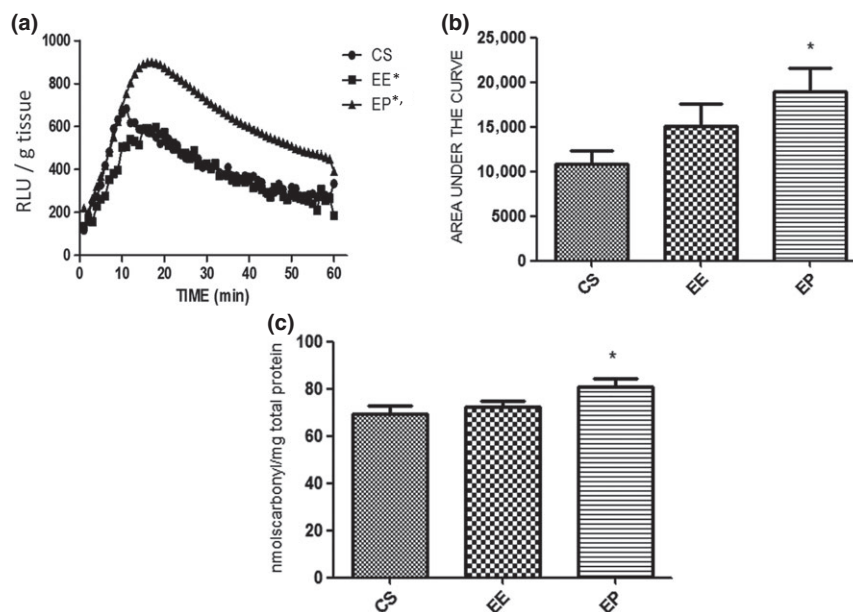 (a)
RLU / g tissue
1000
800
600
400
200
0
0 10 20 30 40 50 60
TIME (min)
CS
EE*
EP*,
(b)
AREA UNDER THE CURVE
25,000
20,000
15,000
10,000
5000
0
*
CS EE EP
(c)
nmolscarbonyl/mg total protein
100
80
60
40
20
0
*
CS EE EP